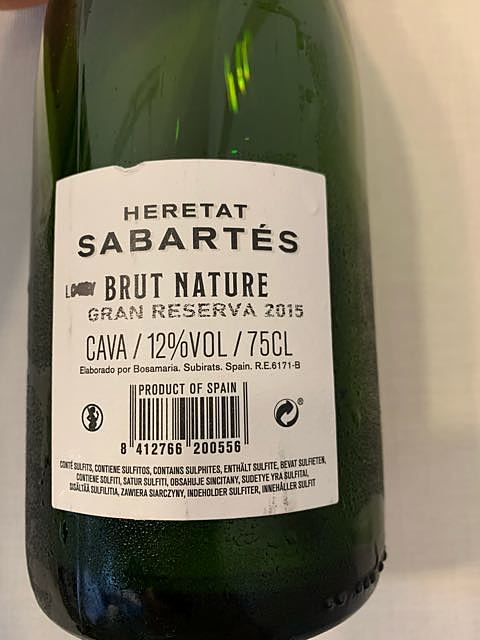 HERETAT
SABARTÉS
BRUT NATURE
GRAN RESERVA 2015
CAVA / 12%VOL / 75CL
Elaborado por Bosamaria. Subirats. Spain. R.E.6171-B
PRODUCT OF SPAIN
8 412766 200556
®
CONTÉ SULFITS, CONTIENE SULFITOS, CONTAINS SULPHITES, ENTHÄLT SULFITE, BEVAT SULFIETEN,
CONTIENE SOLFITI, SATUR SULFITI, OBSAHUJE SINCITANY, SUDETYE YRA SULFITAI,
SISÄLTÄÄ SULFIITIA, ZAWIERA SIARCZYNY, INDEHOLDER SULFITER, INNEHÅLLER SULFIT